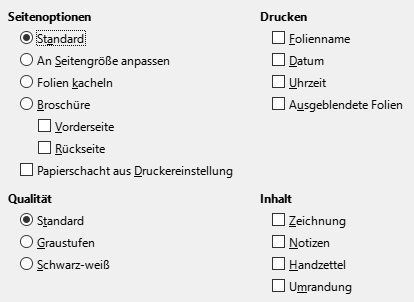 Seitenoptionen
Standard
An Seitengröße anpassen
Folien kacheln
Broschüre
Vorderseite
Rückseite
Papierschacht aus Druckereinstellung
Drucken
Folienname
Datum
Uhrzeit
Ausgeblendete Folien
Qualität
Standard
Graustufen
Schwarz-weiß
Inhalt
Zeichnung
Notizen
Handzettel
Umrandung